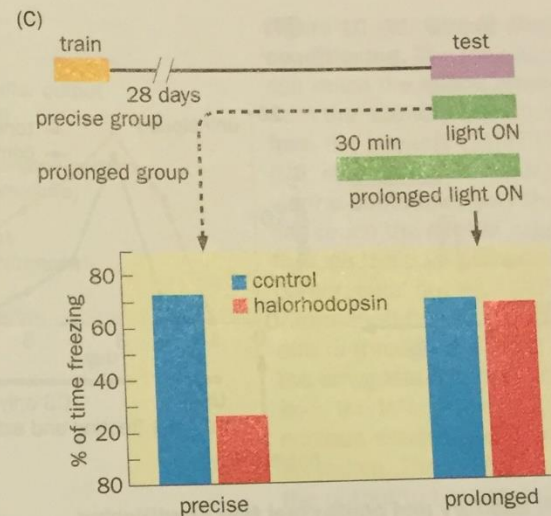 (C)
train
test
28 days
precise group
light ON
30 min
prolonged group
prolonged light ON
control
halorhodopsin
% of time freezing
80
60
40
20
80
precise
prolonged